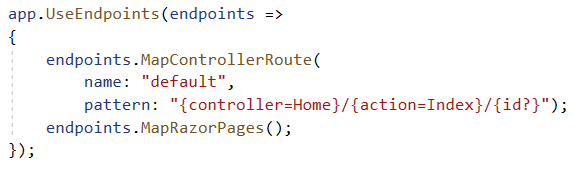 app.UseEndpoints(endpoints =>
{
    endpoints.MapControllerRoute(
        name: "default",
        pattern: "{controller=Home}/{action=Index}/{id?}");
    endpoints.MapRazorPages();
});